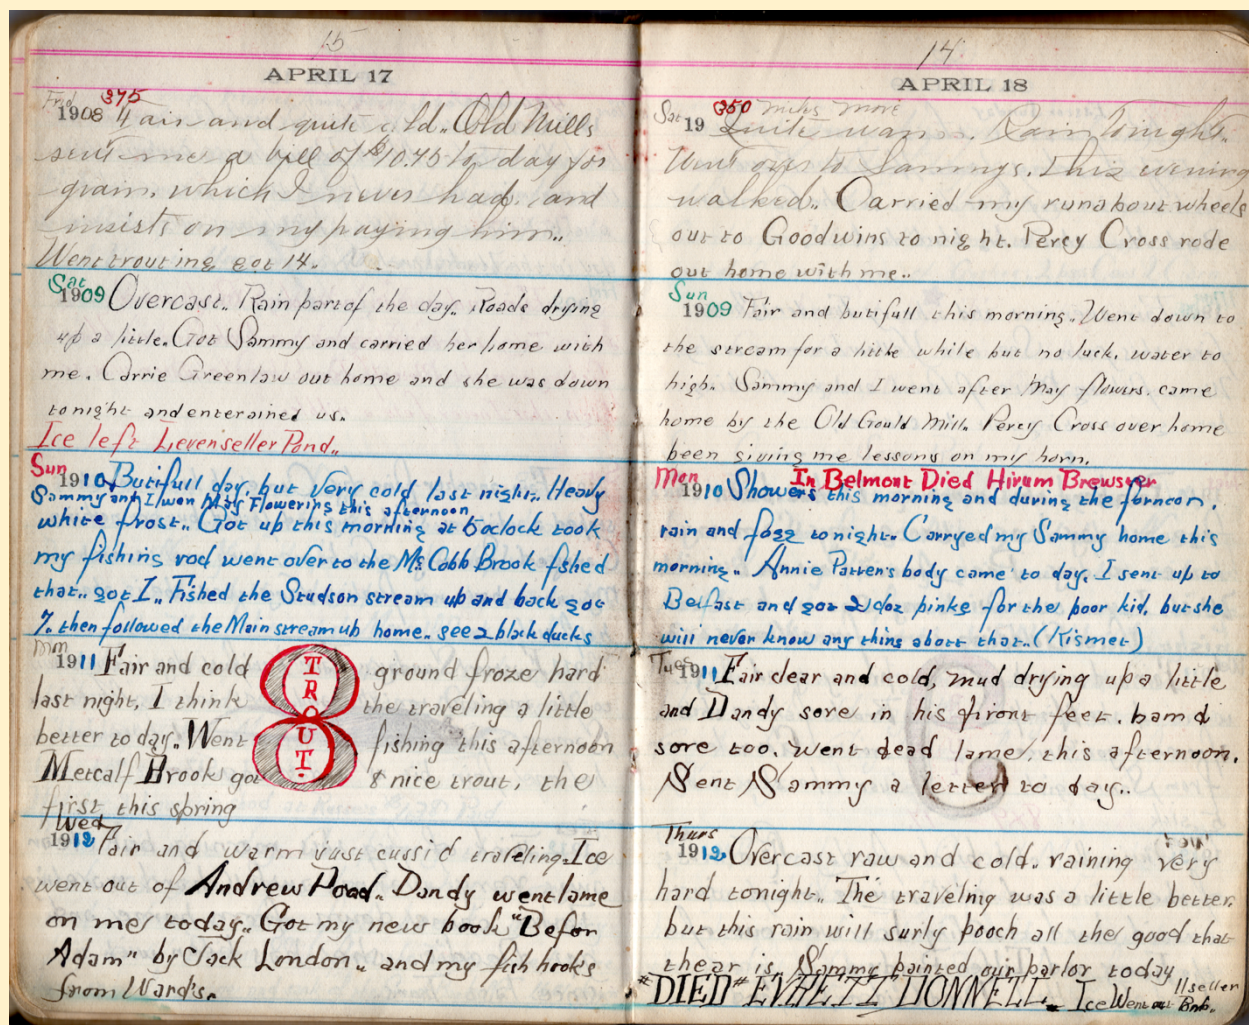 15
APRIL 17
Frid 375
1908 Fair and quite cold.. Old Mills
sent me a bill of $10.75 to day for
grain. which I never had. and
insists on my paying him..
Went trouting got 14.
Sat
1909 Overcast.. Rain part of the day. Roads drying
up a little. Got Sammy and carried her home with
me. Carrie Greenlaw out home and she was down
tonight and enterained us.
Ice left Levenseller Pond..
Sun
1910 Butifull day, but very cold last night.. Heavy
Sammy and I won May Flowering this afternoon
white frost.. Got up this morning at 5 oclock took
my fishing rod went over to the Mc Cobb Brook fshed
that.. got 1.. Fished the Studson stream up and back got
7. then followed the Main stream up home.. see 2 black ducks
Mon
1911 Fair and cold ground froze hard
last night, I think the traveling a little
better to day.. Went fishing this afternoon
Metcalf Brook got 8 nice trout, the
first this spring
TROUT.
Wed
1912 Fair and warm just cussid traveling. Ice
went out of Andrew Pond.. Dandy went lame
on me today.. Got my new book "Befor
Adam" by Jack London.. and my fish hooks
from Ward's.
14
APRIL 18
Sat 350 miles more
19 Quite warm. Rain tonight.
Went over to Sammys. this evening
walked.. Carried my runabout wheels
out to Goodwins to night. Percy Cross rode
out home with me..
Sun
1909 Fair and butifull this morning.. Went down to
the stream for a little while but no luck. water to
high. Sammy and I went after May flowers. came
home by the Old Gould Mill. Percy Cross over home
been giving me lessons on my horn.
Mon In Belmont Died Hirum Brewster
1910 Showers this morning and during the fornoon.
rain and fogg tonight.. Carryed my Sammy home this
morning.. Annie Patten's body came to day. I sent up to
Belfast and got 2 doz pinks for the poor kid, but she
will never know any thing abott that.. (Kismet)
Tues
1911 Fair clear and cold, mud drying up a little
and Dandy sore in his front feet. bamd
sore too. Went dead lame, this afternoon.
Sent Sammy a letter to day..
Thurs
1912 Overcast raw and cold. raining very
hard tonight.. The traveling was a little better.
but this rain will surly pooch all the good that
thear is. Sammy painted our parlor today
"DIED" EVERETT DONNELL. Ice Went out